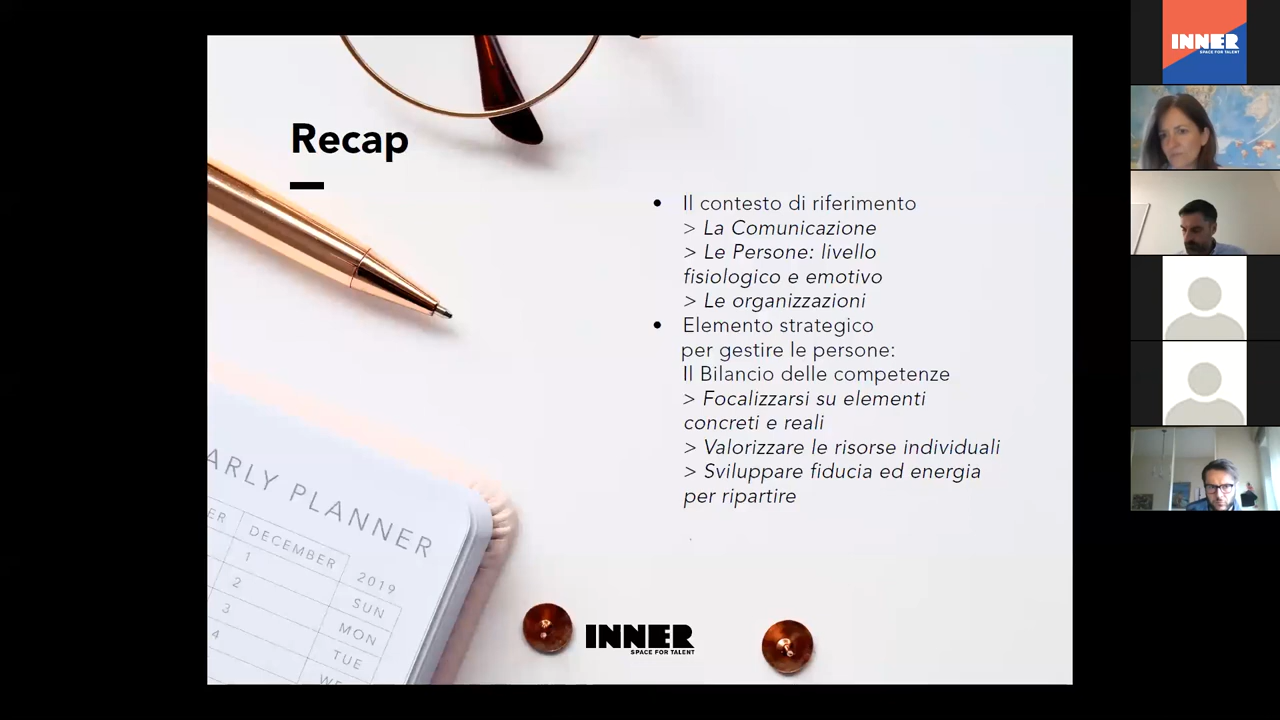 Recap
• Il contesto di riferimento
> La Comunicazione
> Le Persone: livello
fisiologico e emotivo
> Le organizzazioni
• Elemento strategico
per gestire le persone:
Il Bilancio delle competenze
> Focalizzarsi su elementi
concreti e reali
> Valorizzare le risorse individuali
> Sviluppare fiducia ed energia
per ripartire
ARLY PLANNER
ER DECEMBER 2019
1 SUN
2 MON
3 TUE
4
INNER
SPACE FOR TALENT
INNER
SPACE FOR TALENT